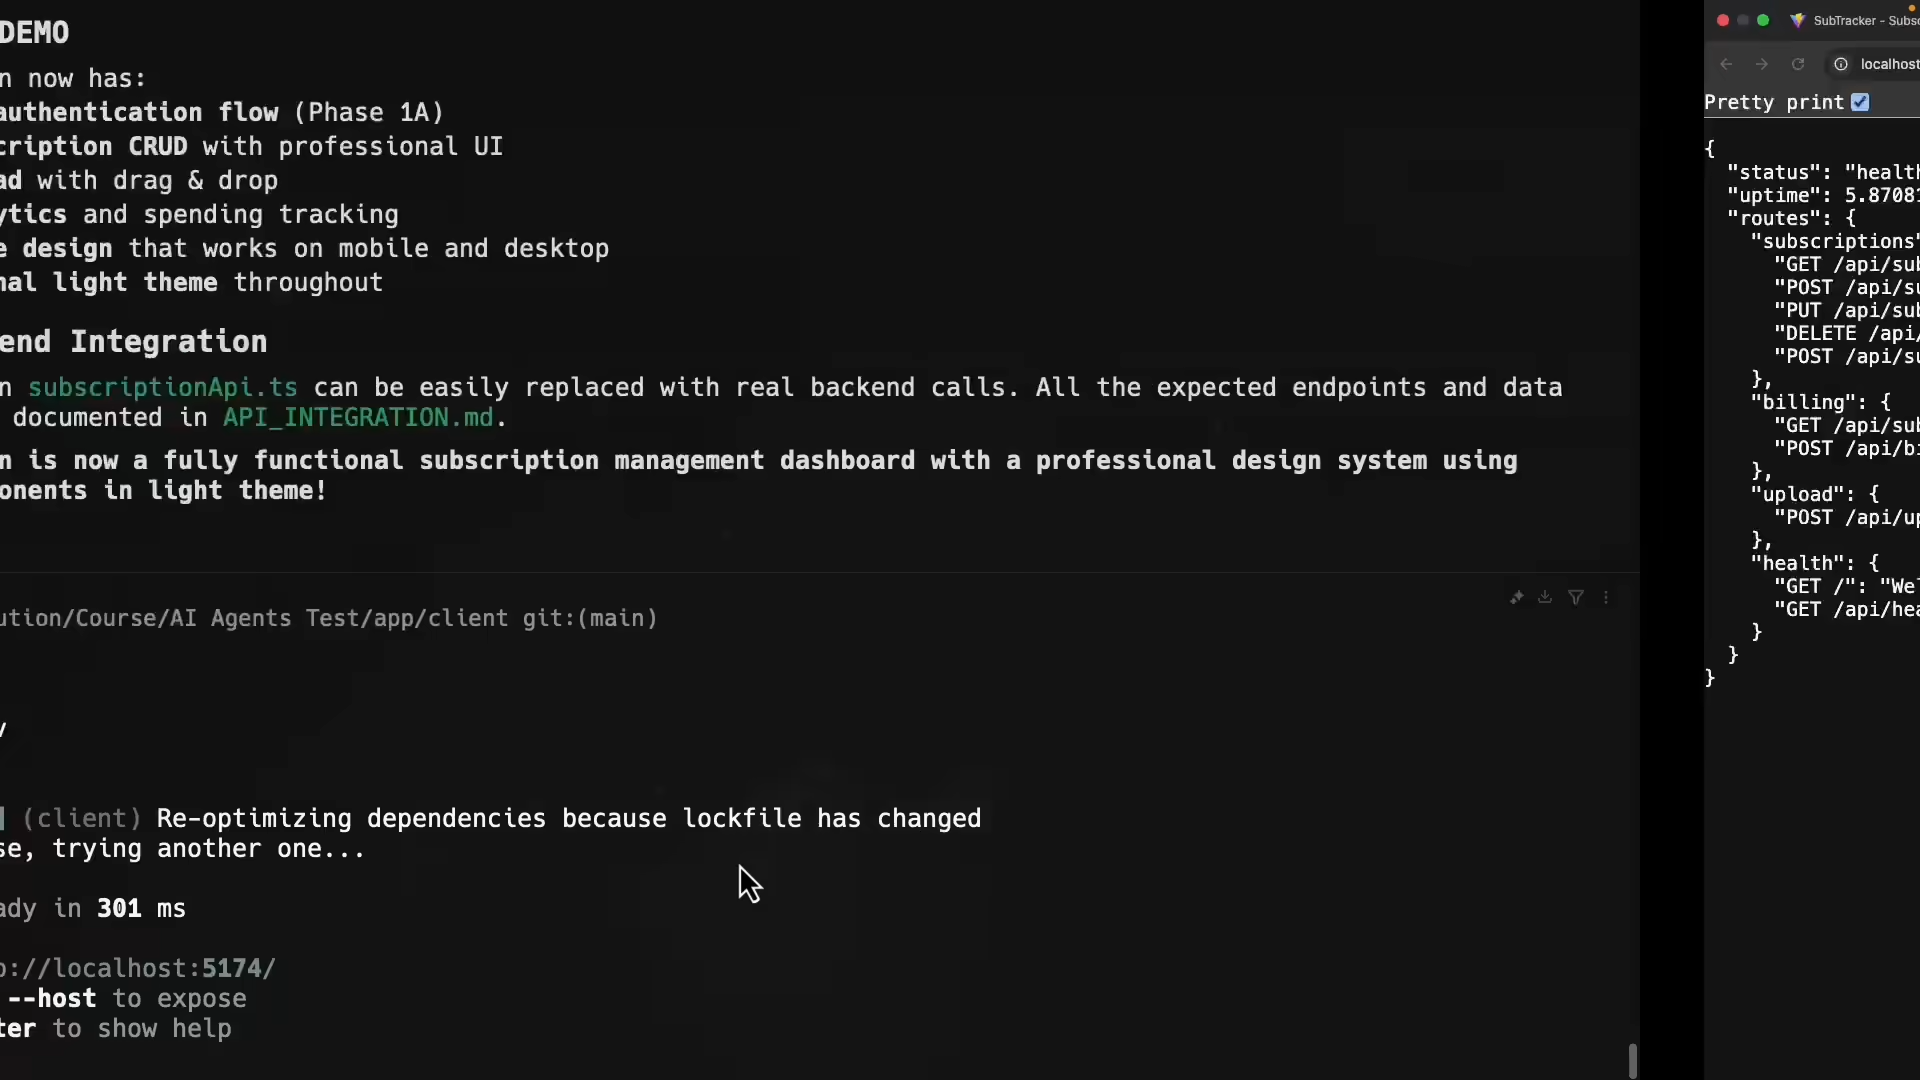 DEMO
n now has:
authentication flow (Phase 1A)
cription CRUD with professional UI
ad with drag & drop
ytics and spending tracking
e design that works on mobile and desktop
nal light theme throughout
end Integration
n subscriptionApi.ts can be easily replaced with real backend calls. All the expected endpoints and data
documented in API_INTEGRATION.md.
n is now a fully functional subscription management dashboard with a professional design system using
onents in light theme!
ution/Course/AI Agents Test/app/client git:(main)
v
(client) Re-optimizing dependencies because lockfile has changed
se, trying another one...
ady in 301 ms
p://localhost:5174/
--host to expose
ter to show help
SubTracker - Subsc
localhost
Pretty print
{
"status": "health
"uptime": 5.8708
"routes": {
"subscriptions"
"GET /api/sub
"POST /api/su
"PUT /api/sub
"DELETE /api/
"POST /api/su
},
"billing": {
"GET /api/sub
"POST /api/bi
},
"upload": {
"POST /api/up
},
"health": {
"GET /": "Wel
"GET /api/hea
}
}
}